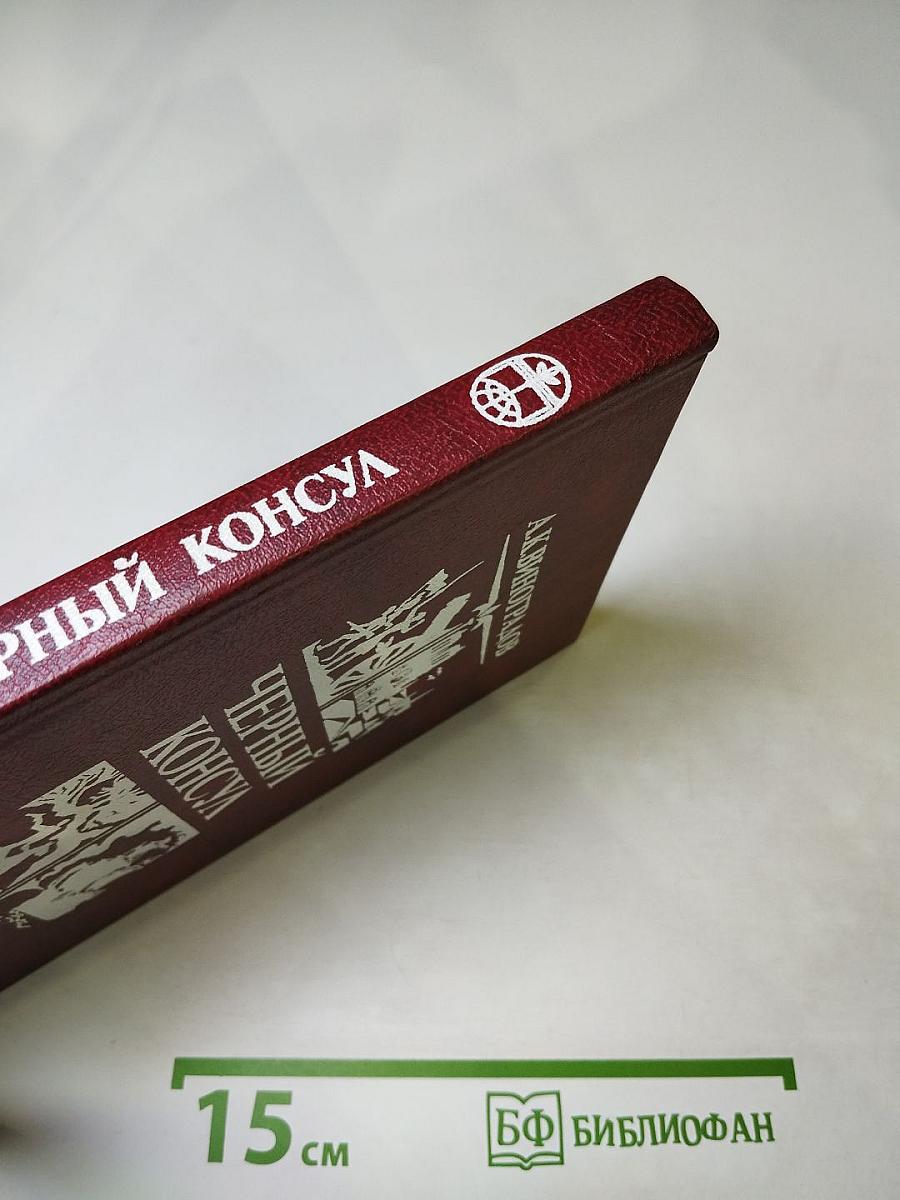 РНЫЙ КОНСУЛ
А.К.ВИНОГРАДОВ
ЧЕРНЫЙ
КОНСУЛ
15 см
БФ БИБЛИОФАН